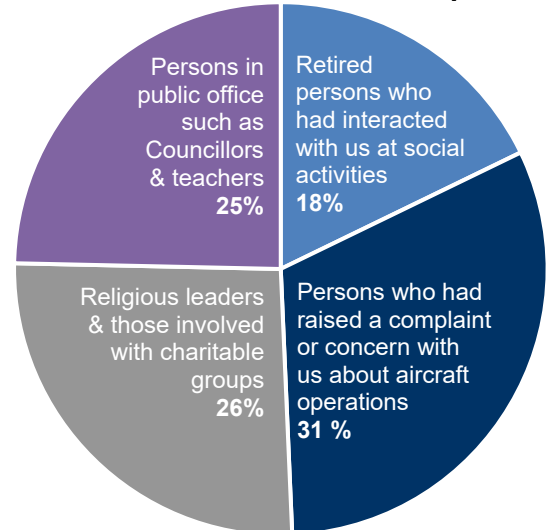 Persons in
public office
such as
Councillors
& teachers
25%
Retired
persons who
had interacted
with us at social
activities
18%
Religious leaders
& those involved
with charitable
groups
26%
Persons who had
raised a complaint
or concern with
us about aircraft
operations
31 %